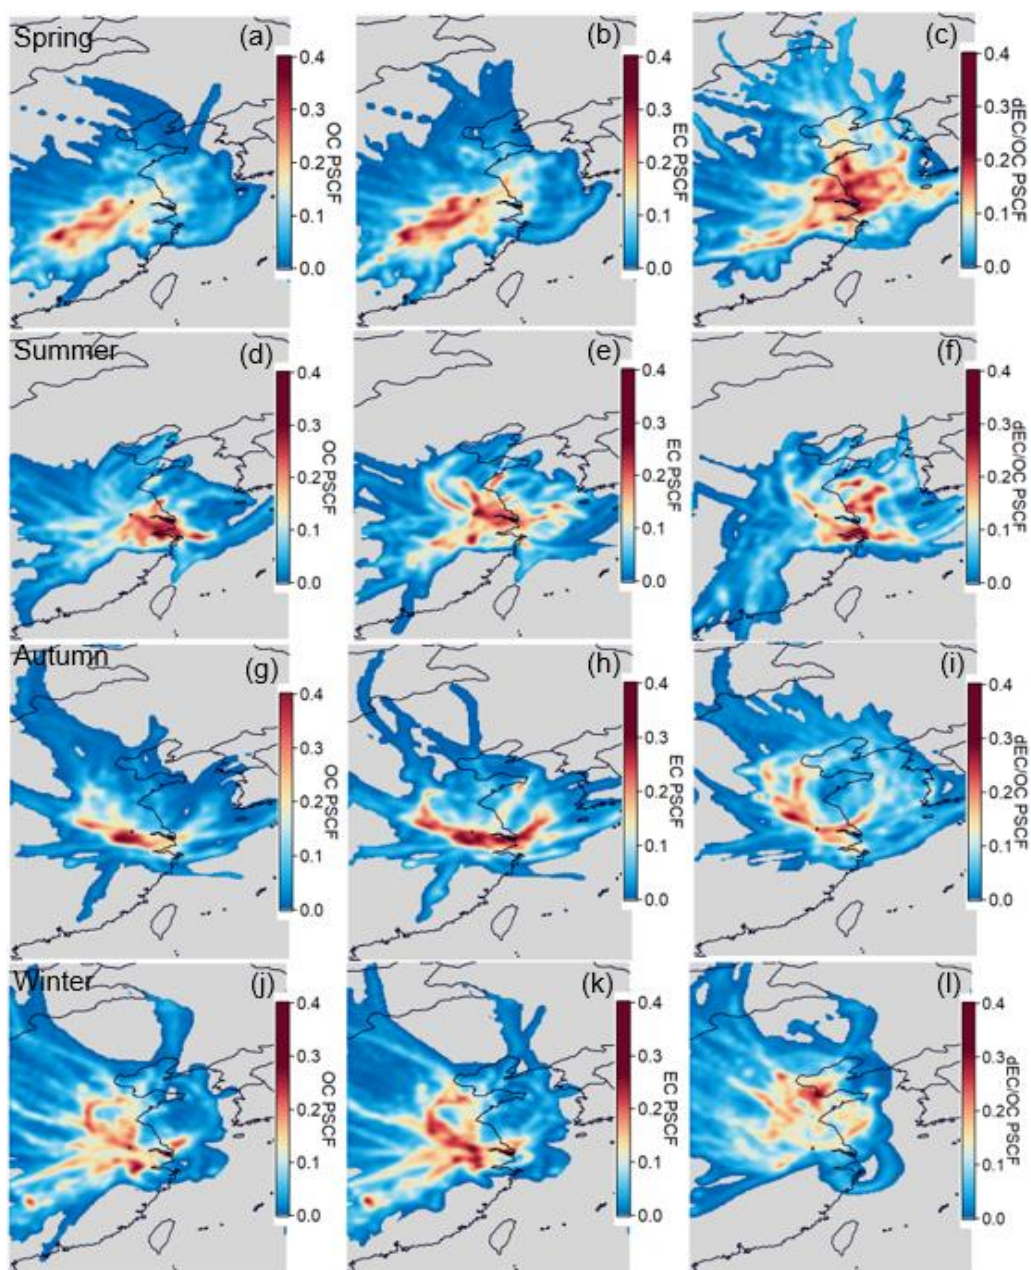 Spring (a) (b) (c)
0.4 0.4 0.4
0.3 0.3 0.3
0.2 0.2 0.2
0.1 0.1 0.1
0.0 0.0 0.0
OC PSCF EC PSCF dEC/OC PSCF
Summer (d) (e) (f)
0.4 0.4 0.4
0.3 0.3 0.3
0.2 0.2 0.2
0.1 0.1 0.1
0.0 0.0 0.0
OC PSCF EC PSCF dEC/OC PSCF
Autumn (g) (h) (i)
0.4 0.4 0.4
0.3 0.3 0.3
0.2 0.2 0.2
0.1 0.1 0.1
0.0 0.0 0.0
OC PSCF EC PSCF dEC/OC PSCF
Winter (j) (k) (l)
0.4 0.4 0.4
0.3 0.3 0.3
0.2 0.2 0.2
0.1 0.1 0.1
0.0 0.0 0.0
OC PSCF EC PSCF dEC/OC PSCF